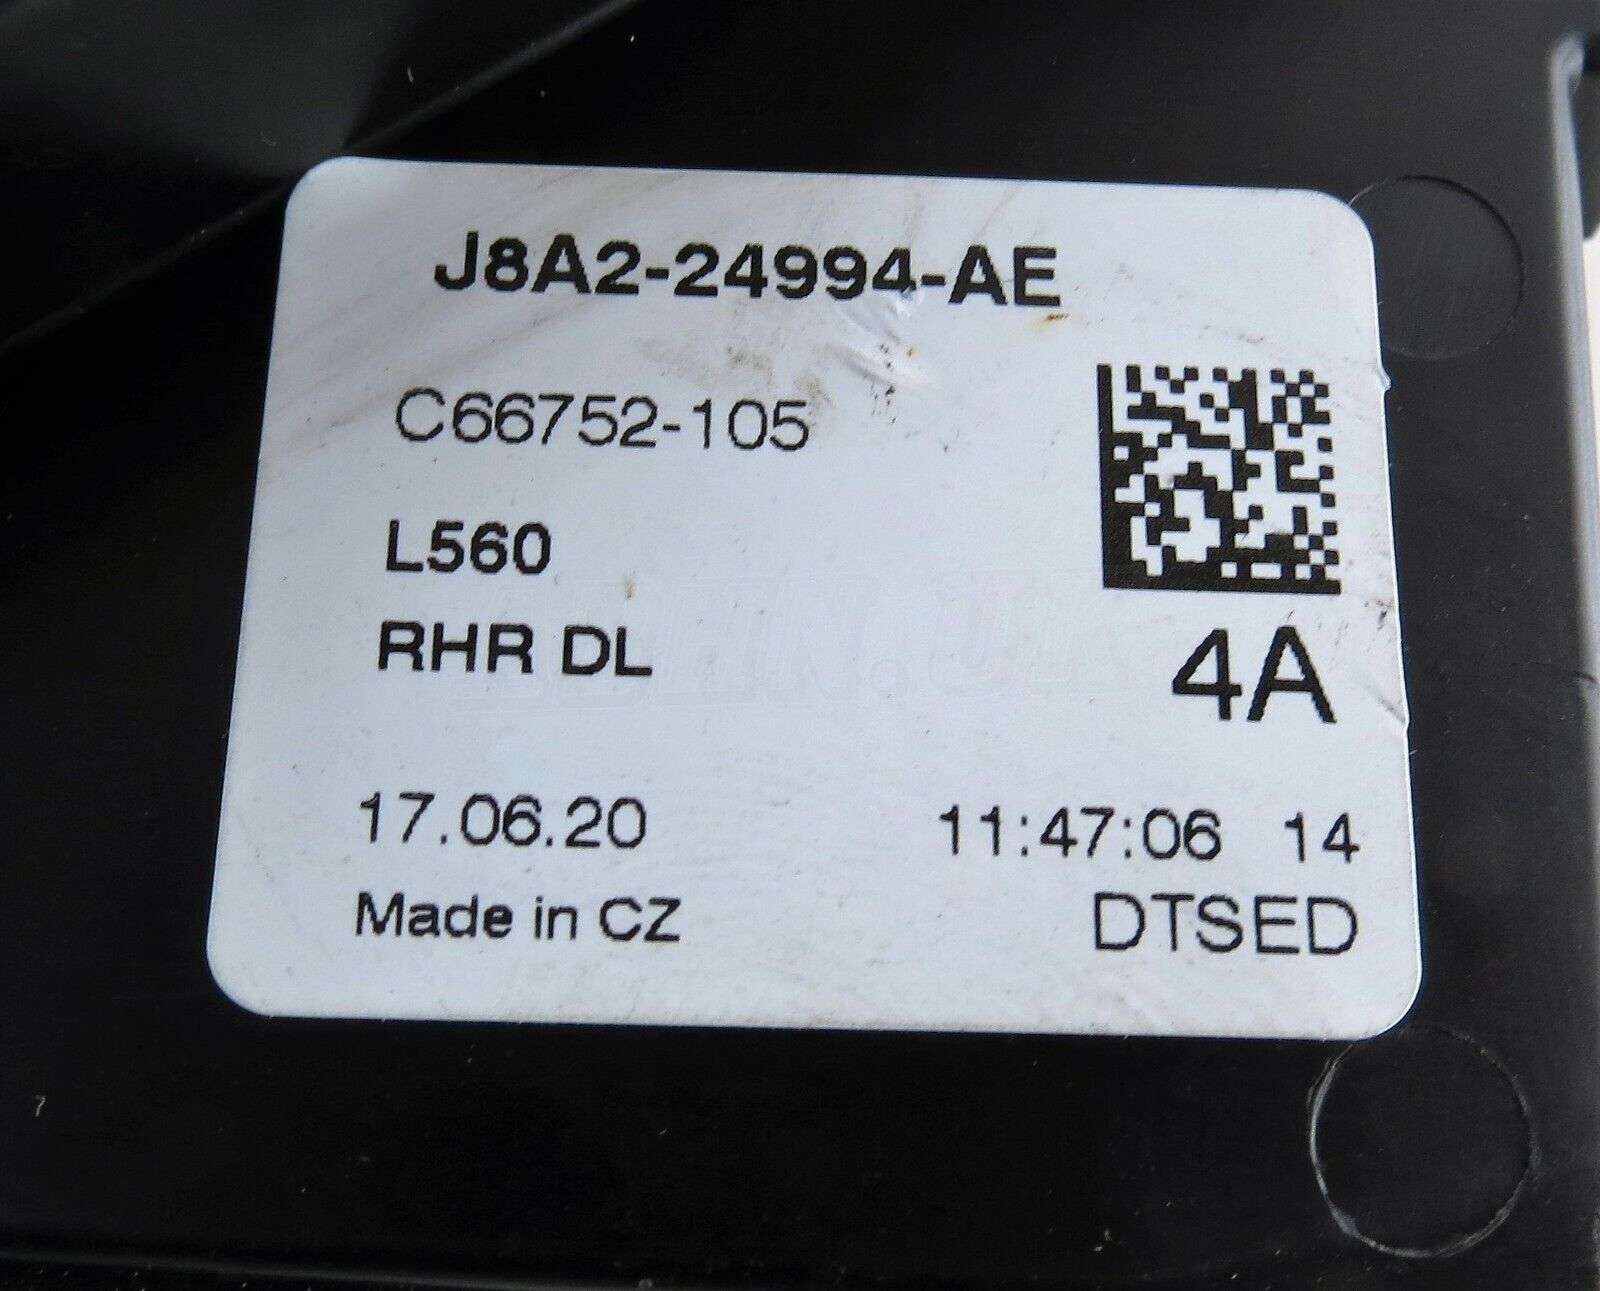 J8A2-24994-AE
C66752-105
L560
RHR DL
4A
17.06.20 11:47:06 14
Made in CZ DTSED